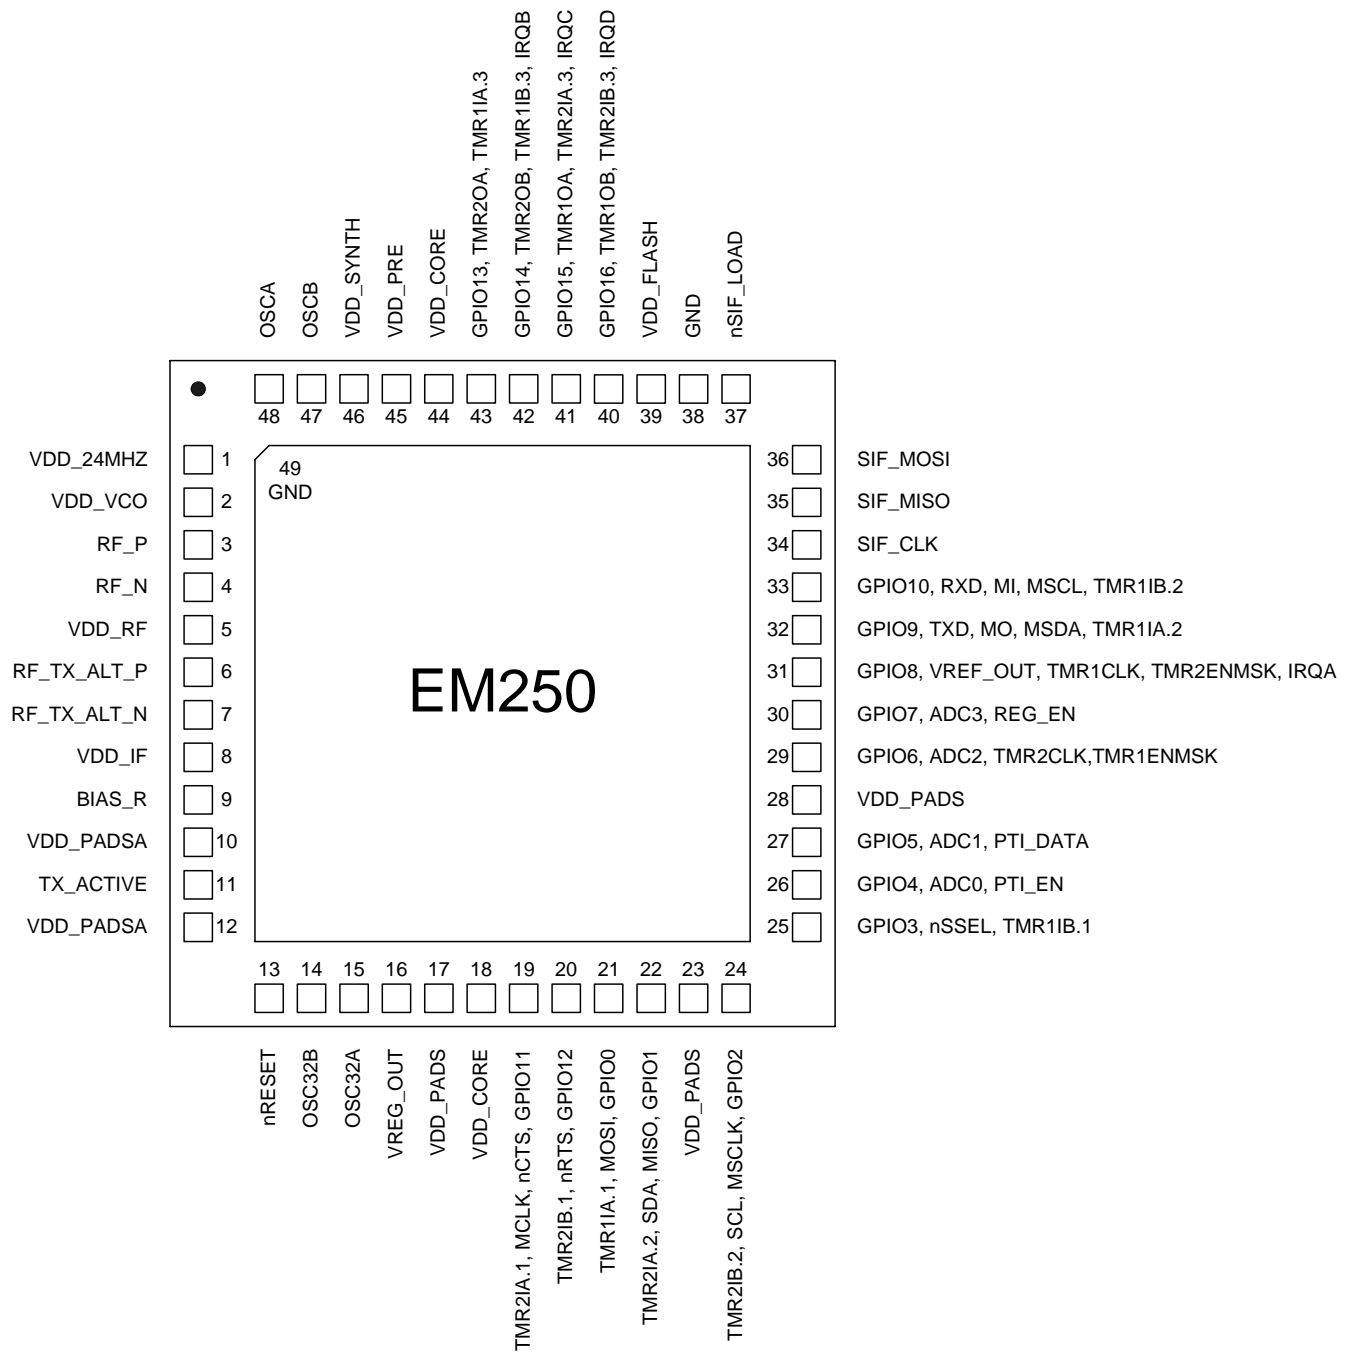 OSCA
OSCB
VDD_SYNTH
VDD_PRE
VDD_CORE
GPIO13, TMR2OA, TMR1IA.3
GPIO14, TMR2OB, TMR1IB.3, IRQB
GPIO15, TMR1OA, TMR2IA.3, IRQC
GPIO16, TMR1OB, TMR2IB.3, IRQD
VDD_FLASH
GND
nSIF_LOAD
48 47 46 45 44 43 42 41 40 39 38 37
VDD_24MHZ 1
VDD_VCO 2
RF_P 3
RF_N 4
VDD_RF 5
RF_TX_ALT_P 6
RF_TX_ALT_N 7
VDD_IF 8
BIAS_R 9
VDD_PADSA 10
TX_ACTIVE 11
VDD_PADSA 12
49
GND
EM250
36 SIF_MOSI
35 SIF_MISO
34 SIF_CLK
33 GPIO10, RXD, MI, MSCL, TMR1IB.2
32 GPIO9, TXD, MO, MSDA, TMR1IA.2
31 GPIO8, VREF_OUT, TMR1CLK, TMR2ENMSK, IRQA
30 GPIO7, ADC3, REG_EN
29 GPIO6, ADC2, TMR2CLK,TMR1ENMSK
28 VDD_PADS
27 GPIO5, ADC1, PTI_DATA
26 GPIO4, ADC0, PTI_EN
25 GPIO3, nSSEL, TMR1IB.1
13 14 15 16 17 18 19 20 21 22 23 24
nRESET
OSC32B
OSC32A
VREG_OUT
VDD_PADS
VDD_CORE
TMR2IA.1, MCLK, nCTS, GPIO11
TMR2IB.1, nRTS, GPIO12
TMR1IA.1, MOSI, GPIO0
TMR2IA.2, SDA, MISO, GPIO1
VDD_PADS
TMR2IB.2, SCL, MSCLK, GPIO2